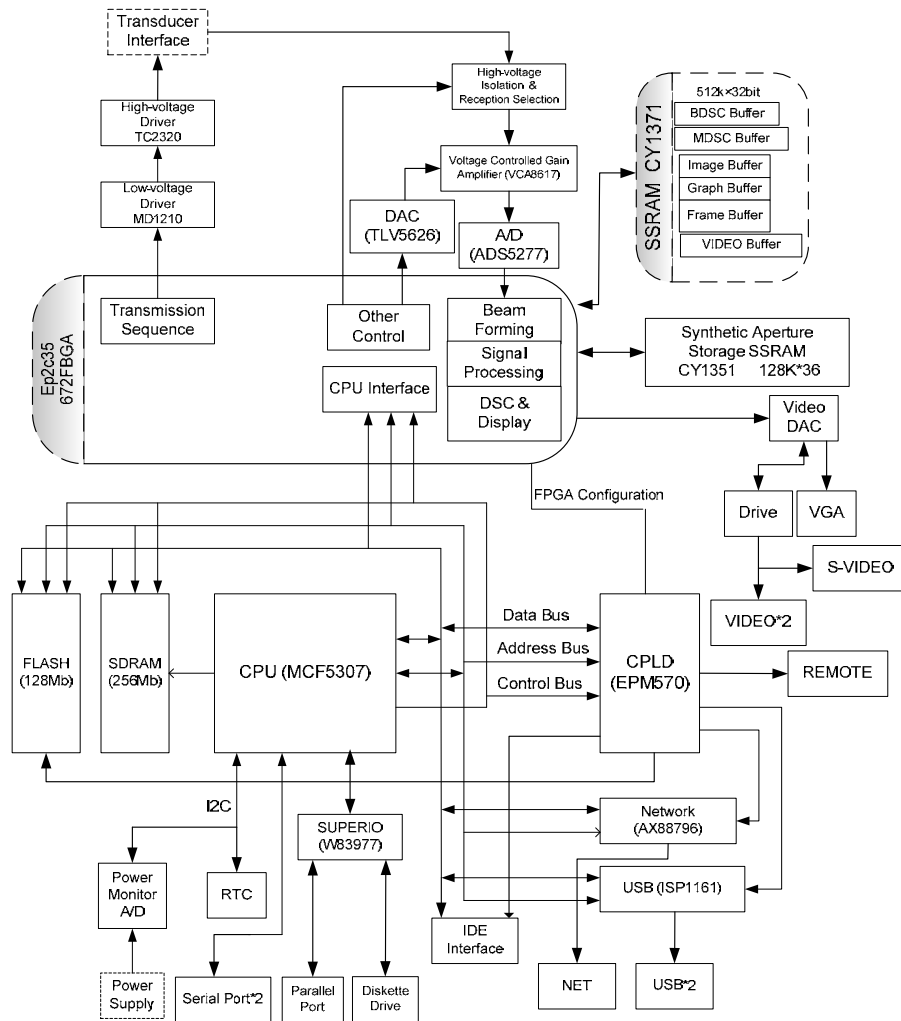 Transducer
Interface
High-voltage
Isolation &
Reception Selection
High-voltage
Driver
TC2320
Voltage Controlled Gain
Amplifier (VCA8617)
Low-voltage
Driver
MD1210
DAC
(TLV5626)
A/D
(ADS5277)
SSRAM CY1371
512k×32bit
BDSC Buffer
MDSC Buffer
Image Buffer
Graph Buffer
Frame Buffer
VIDEO Buffer
Ep2c35
672FBGA
Transmission
Sequence
Other
Control
Beam
Forming
Signal
Processing
DSC &
Display
CPU Interface
Synthetic Aperture
Storage SSRAM
CY1351 128K*36
Video
DAC
FPGA Configuration
Drive
VGA
S-VIDEO
VIDEO*2
FLASH
(128Mb)
SDRAM
(256Mb)
CPU (MCF5307)
Data Bus
Address Bus
Control Bus
CPLD
(EPM570)
REMOTE
I2C
SUPERIO
(W83977)
Network
(AX88796)
Power
Monitor
A/D
RTC
USB (ISP1161)
IDE
Interface
Power
Supply
Serial Port*2
Parallel
Port
Diskette
Drive
NET
USB*2